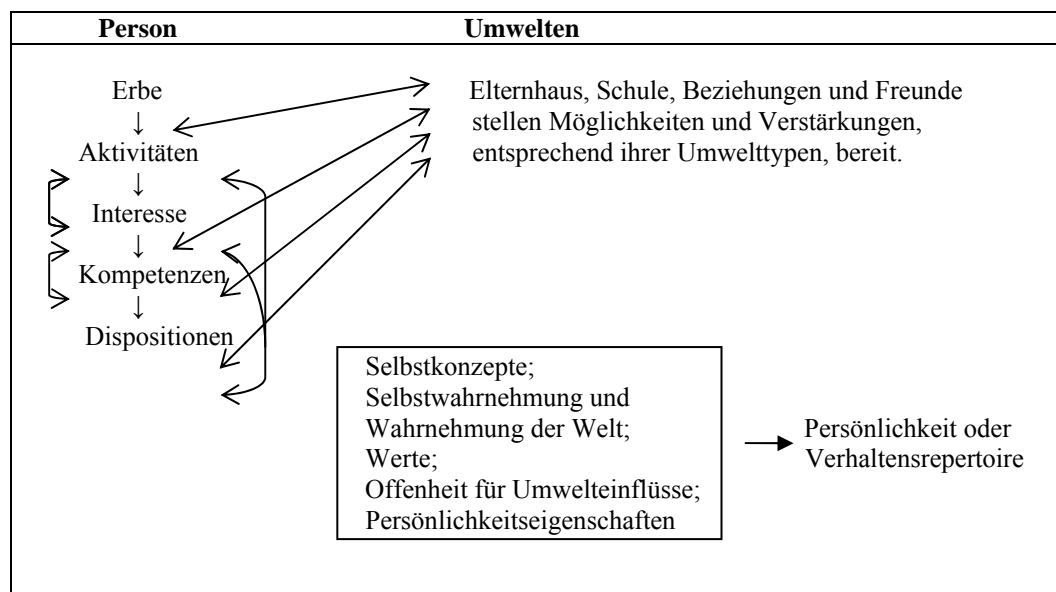 Person Umwelten
Erbe
Aktivitäten
Interesse
Kompetenzen
Dispositionen
Elternhaus, Schule, Beziehungen und Freunde
stellen Möglichkeiten und Verstärkungen,
entsprechend ihrer Umwelttypen, bereit.
Selbstkonzepte;
Selbstwahrnehmung und
Wahrnehmung der Welt;
Werte;
Offenheit für Umwelteinflüsse;
Persönlichkeitseigenschaften
Persönlichkeit oder
Verhaltensrepertoire